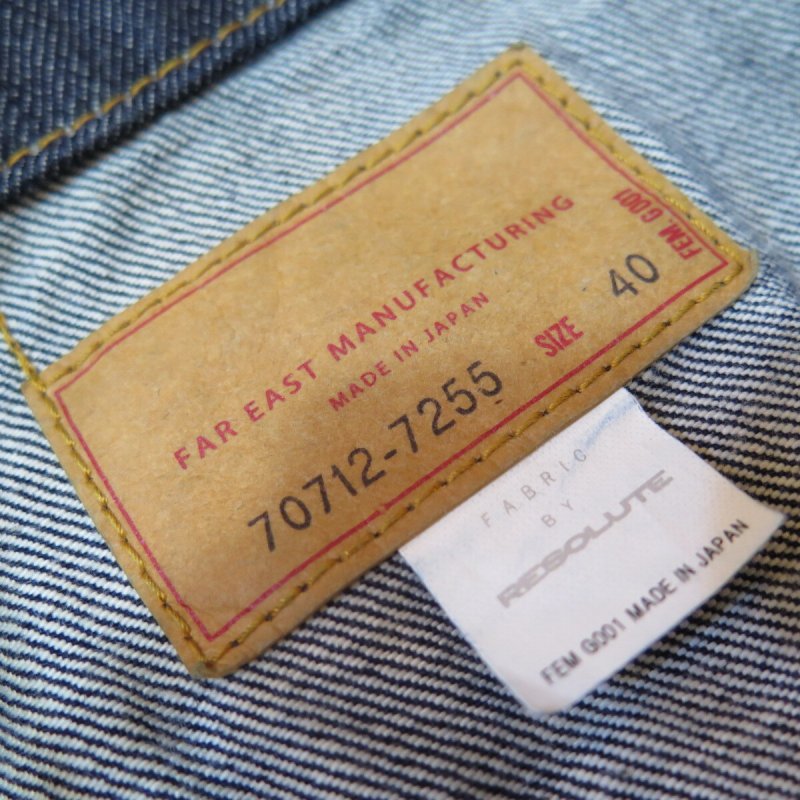 FAR EAST MANUFACTURING
MADE IN JAPAN
70712-7255
SIZE
40
FEM. G001
FABRIC
BY
RESOLUTE
FEM G001 MADE IN JAPAN